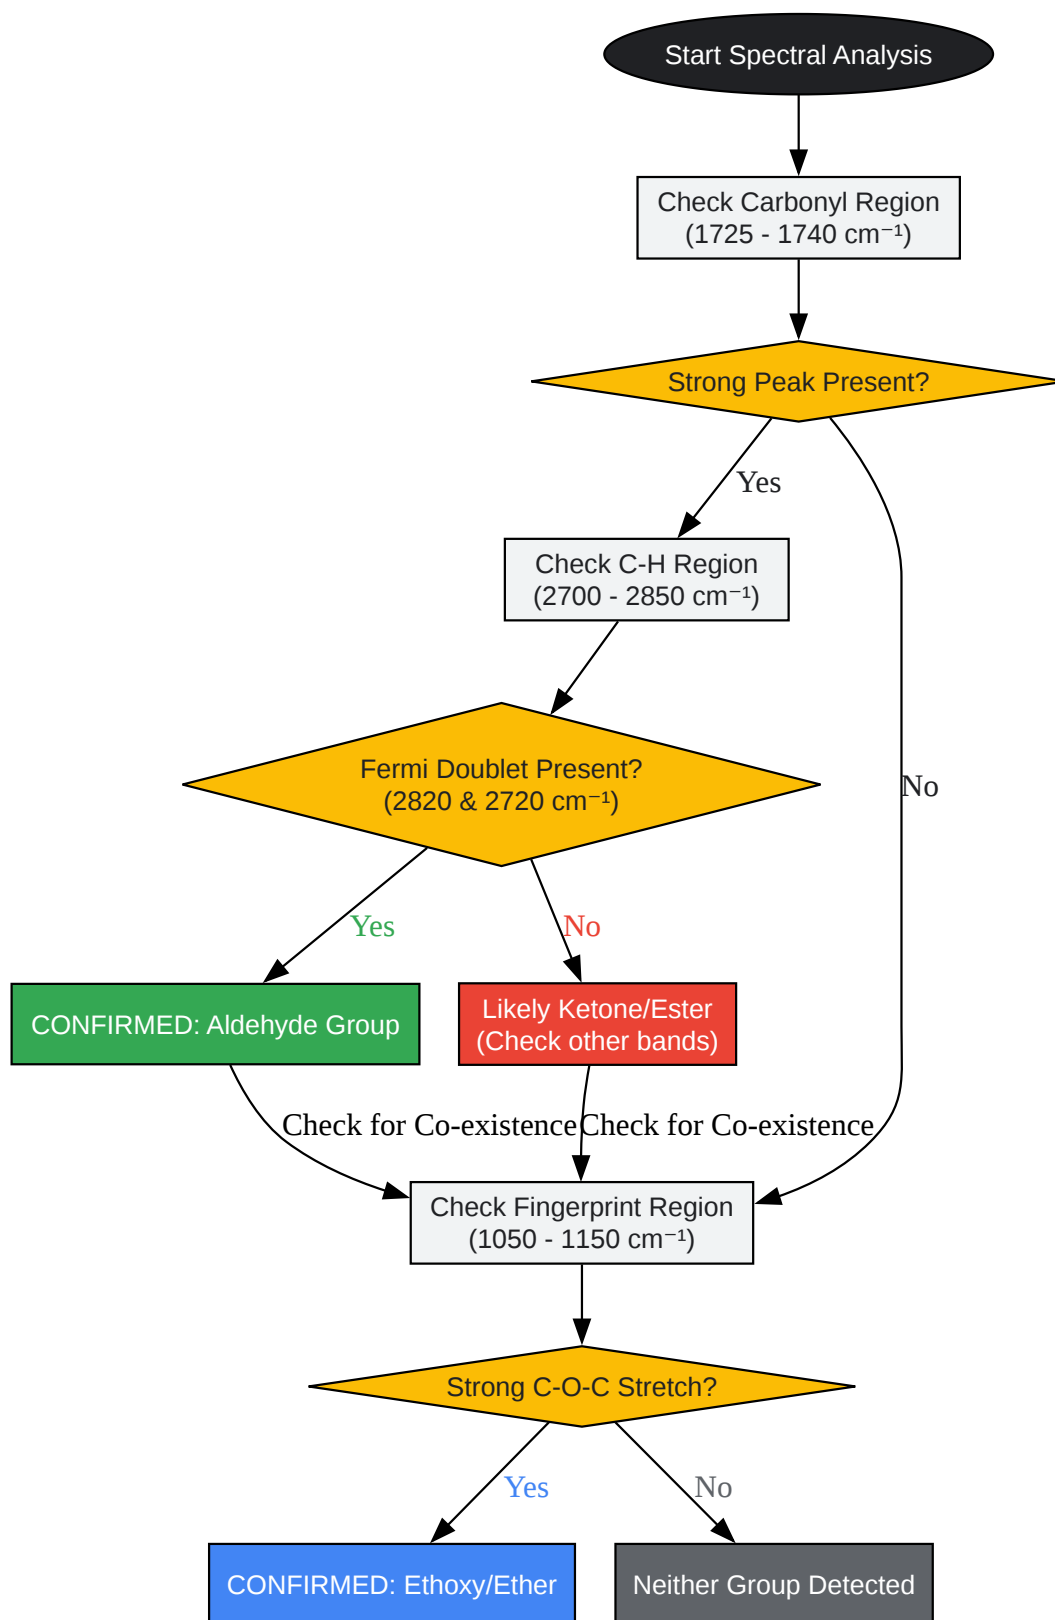 Start Spectral Analysis
Check Carbonyl Region
(1725 - 1740 cm⁻¹)
Strong Peak Present?
Yes
Check C-H Region
(2700 - 2850 cm⁻¹)
Fermi Doublet Present?
(2820 & 2720 cm⁻¹)
No
Yes
No
CONFIRMED: Aldehyde Group
Likely Ketone/Ester
(Check other bands)
Check for Co-existence
Check for Co-existence
Check Fingerprint Region
(1050 - 1150 cm⁻¹)
Strong C-O-C Stretch?
Yes
No
CONFIRMED: Ethoxy/Ether
Neither Group Detected